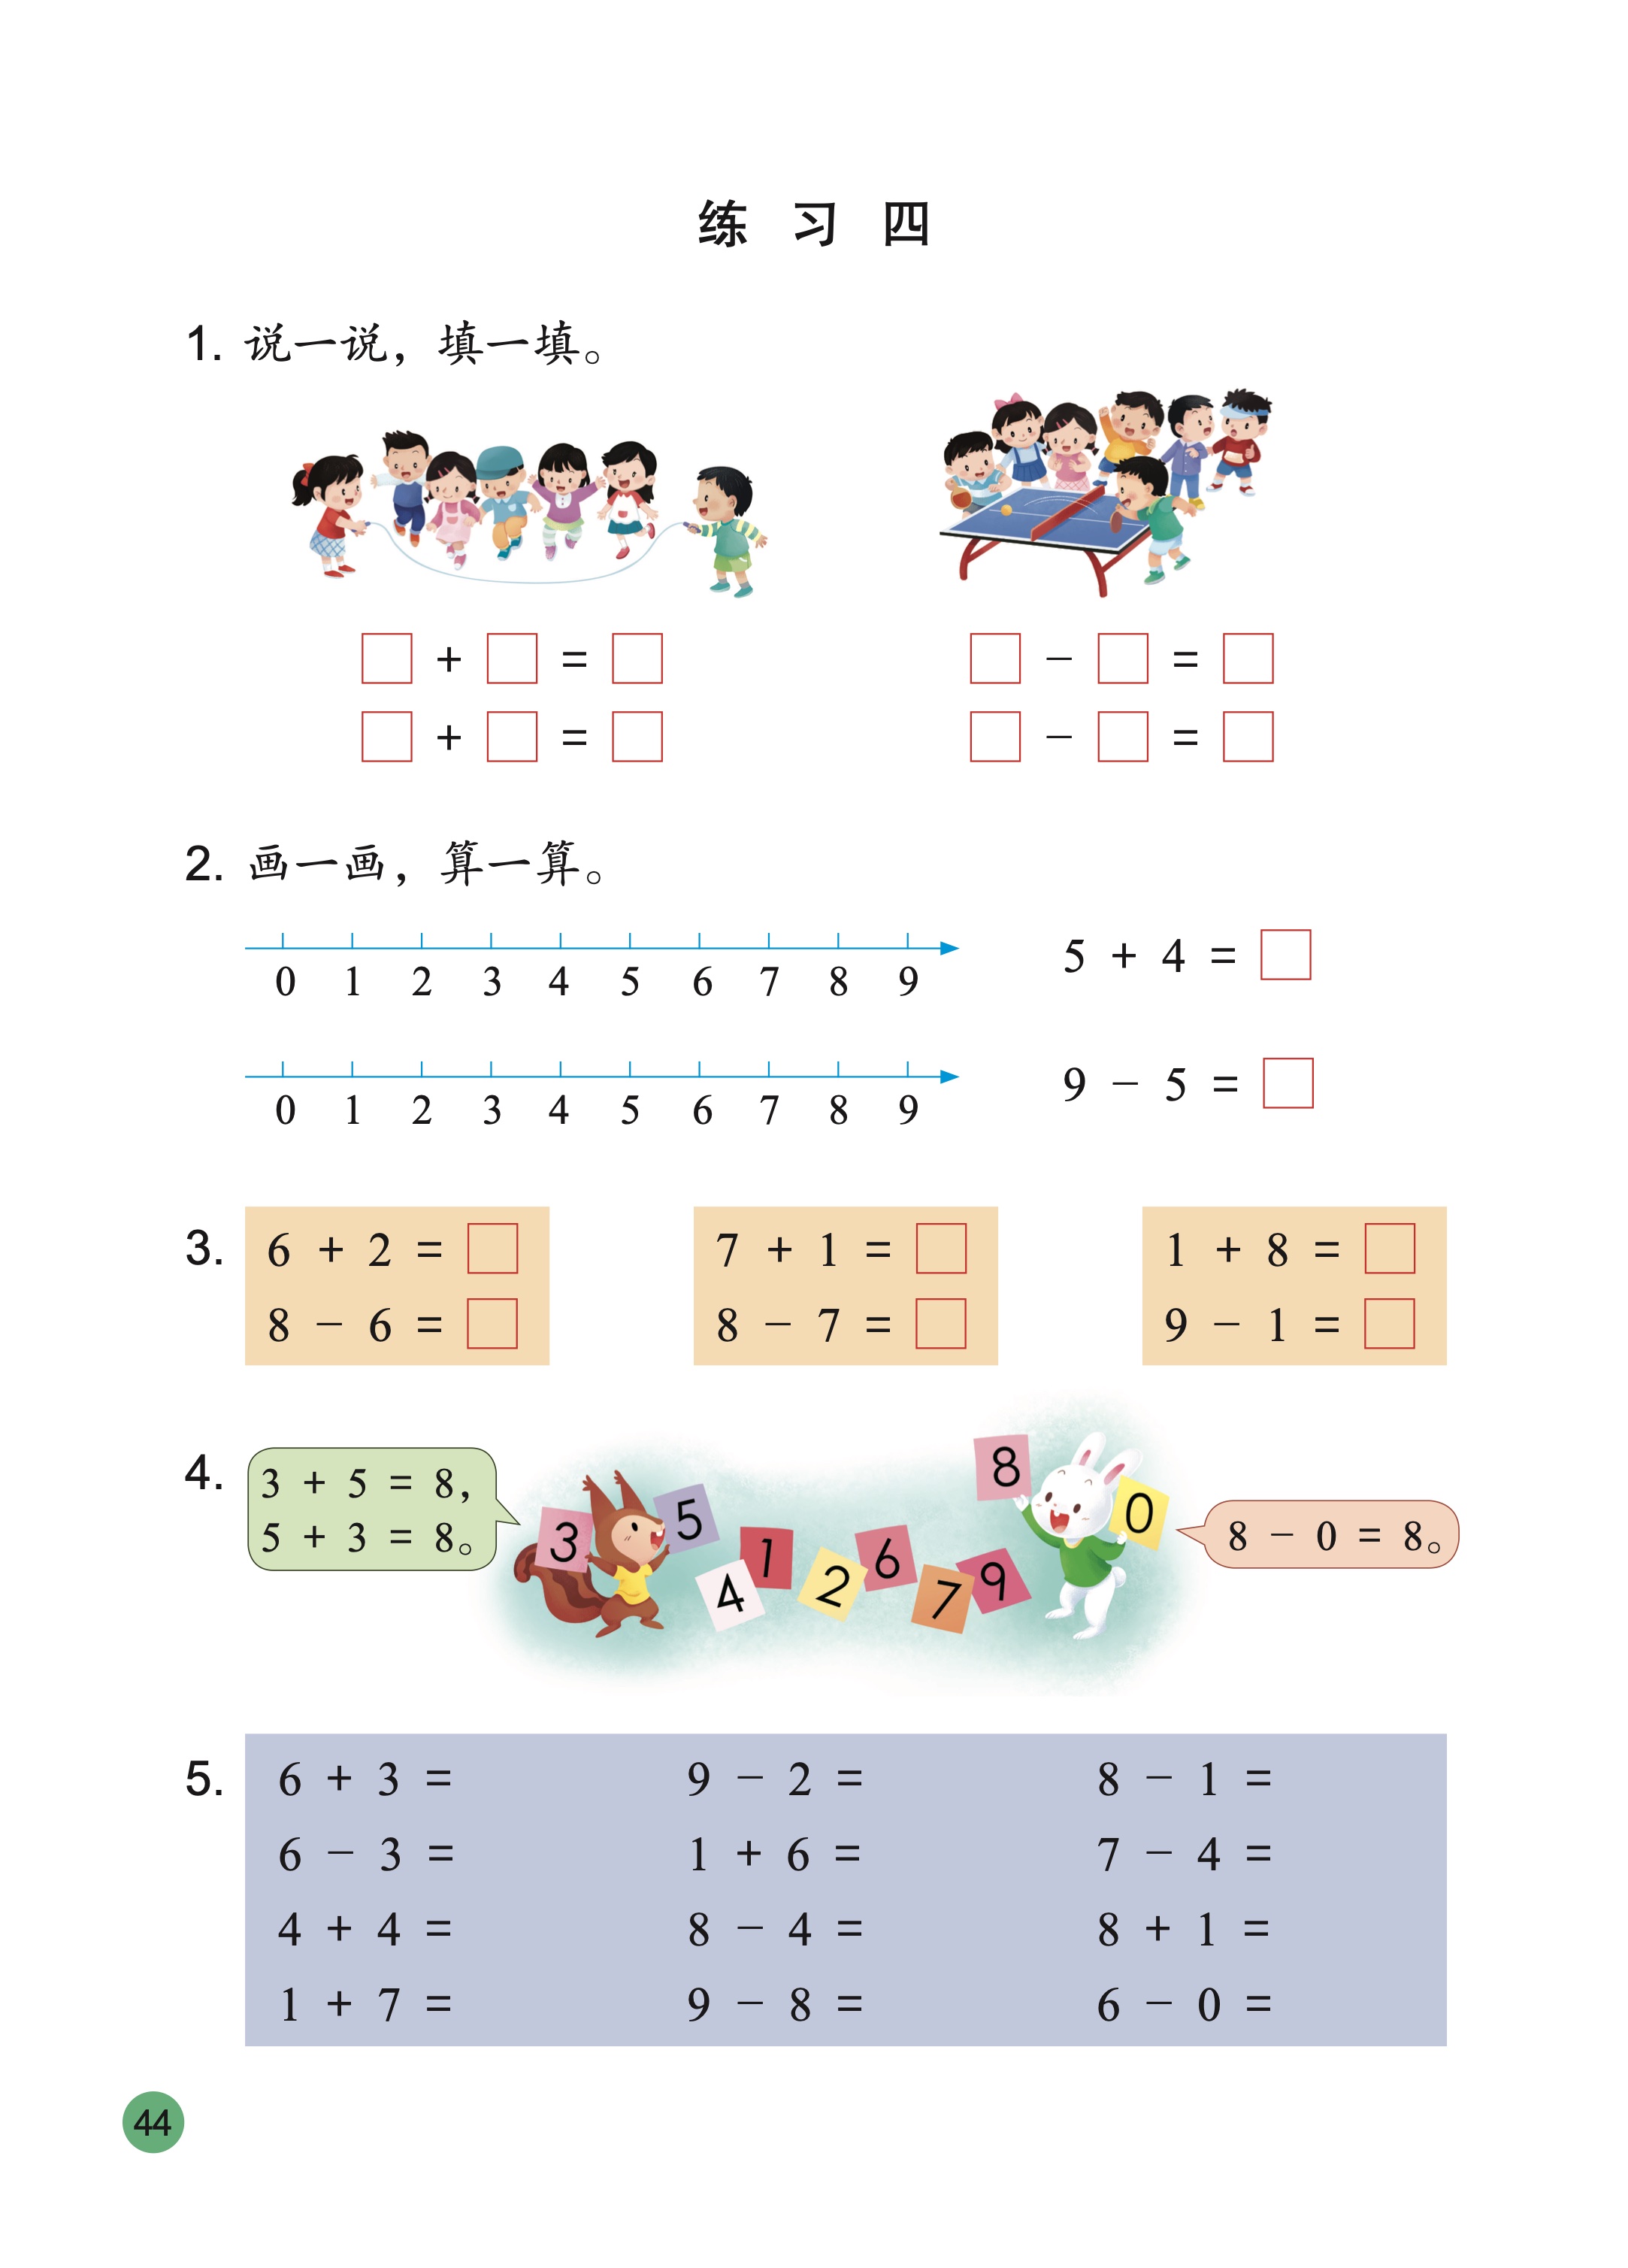 练 习 四
1. 说一说，填一填。
□ + □ = □ □ − □ = □
□ + □ = □ □ − □ = □
2. 画一画，算一算。
0 1 2 3 4 5 6 7 8 9
5 + 4 = □
0 1 2 3 4 5 6 7 8 9
9 − 5 = □
3. 6 + 2 = □ 7 + 1 = □ 1 + 8 = □
8 − 6 = □ 8 − 7 = □ 9 − 1 = □
4. 3 + 5 = 8，
5 + 3 = 8。
3 5 4 1 2 6 7 9 8 0
8 − 0 = 8。
5. 6 + 3 = 9 − 2 = 8 − 1 =
6 − 3 = 1 + 6 = 7 − 4 =
4 + 4 = 8 − 4 = 8 + 1 =
1 + 7 = 9 − 8 = 6 − 0 =
44